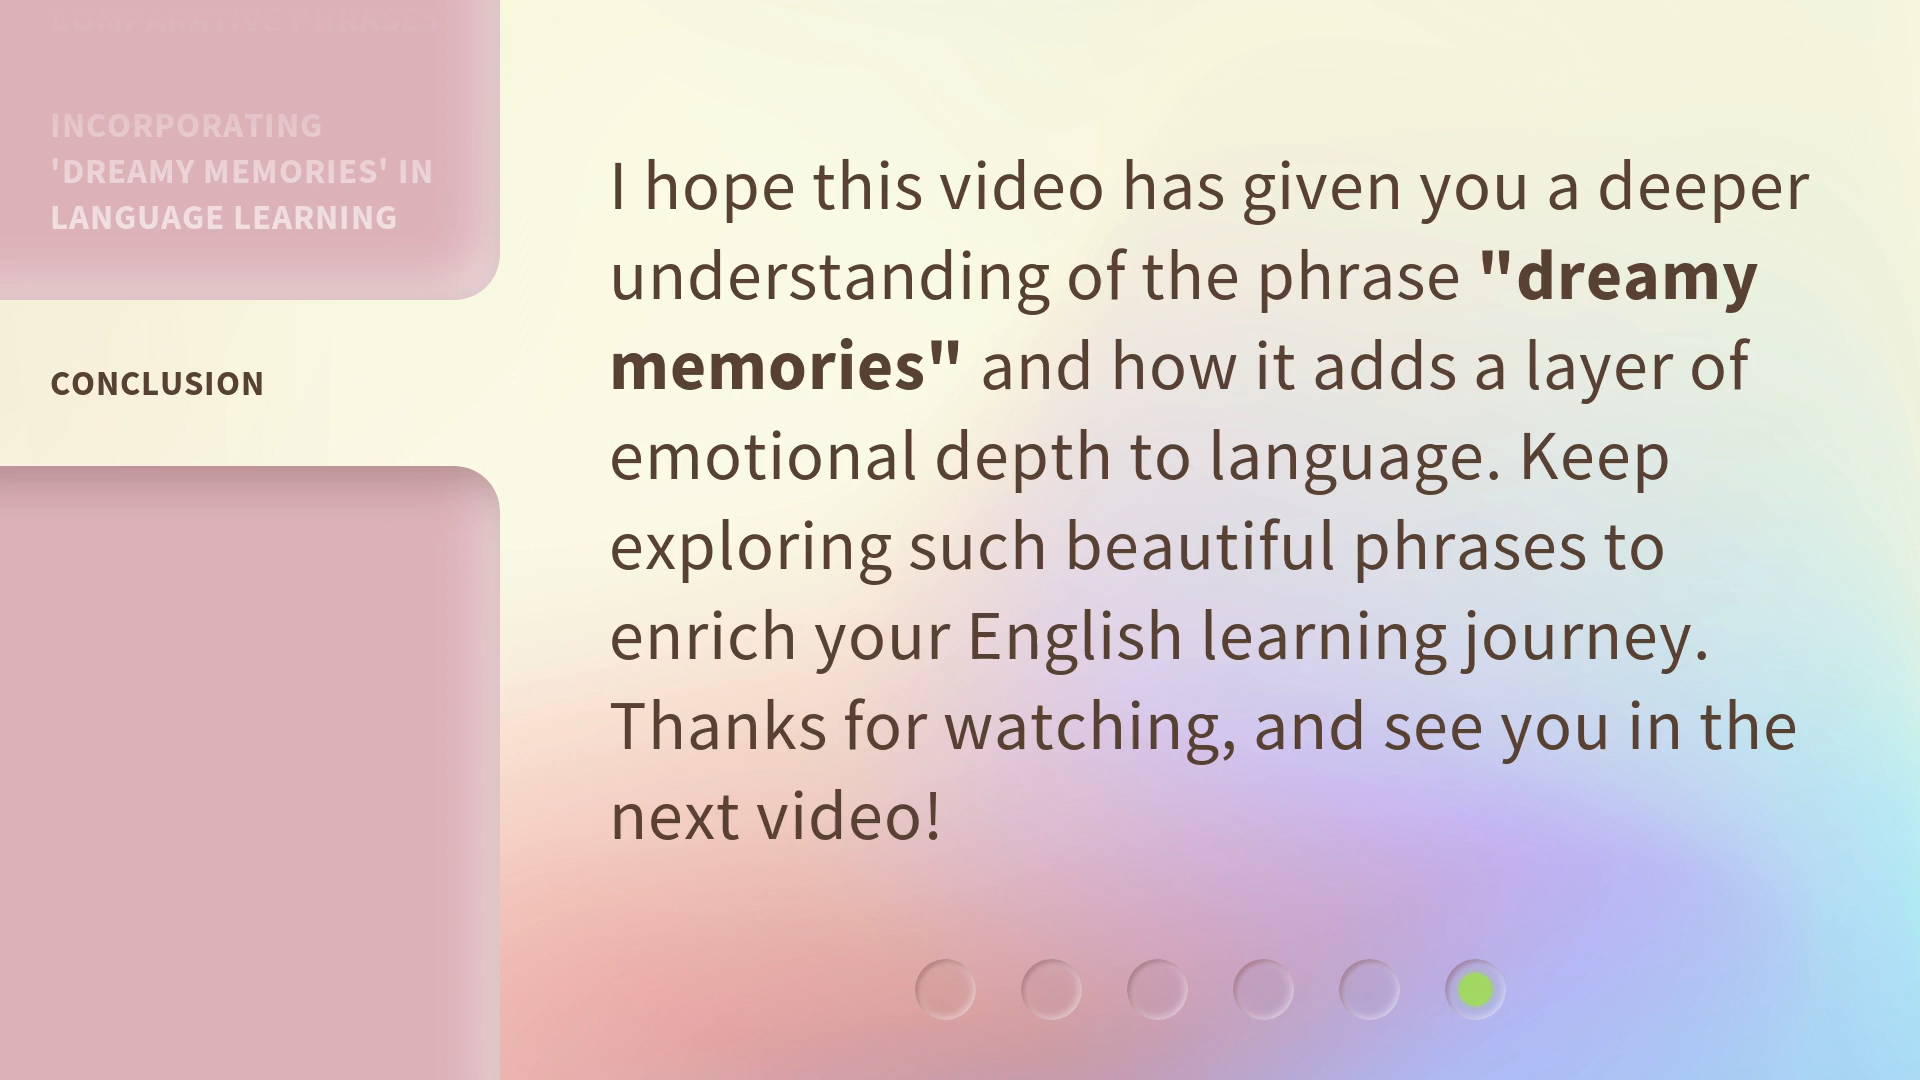 COMPARATIVE PHRASES
INCORPORATING
'DREAMY MEMORIES' IN
LANGUAGE LEARNING
CONCLUSION
I hope this video has given you a deeper
understanding of the phrase "dreamy
memories" and how it adds a layer of
emotional depth to language. Keep
exploring such beautiful phrases to
enrich your English learning journey.
Thanks for watching, and see you in the
next video!